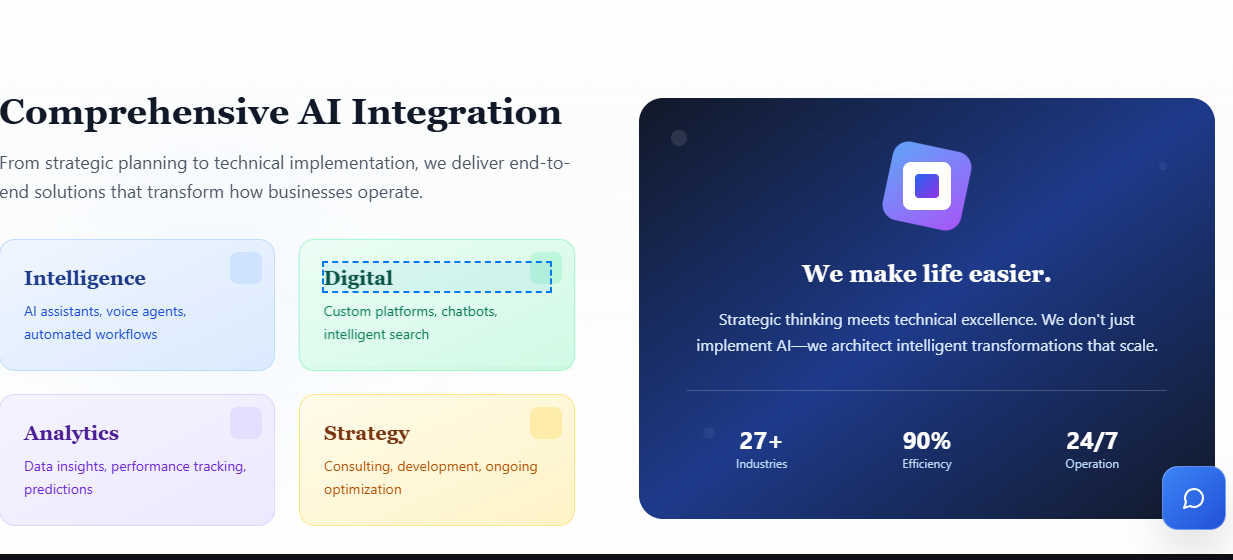 Comprehensive AI Integration
From strategic planning to technical implementation, we deliver end-to-
end solutions that transform how businesses operate.
Intelligence
AI assistants, voice agents,
automated workflows
Digital
Custom platforms, chatbots,
intelligent search
Analytics
Data insights, performance tracking,
predictions
Strategy
Consulting, development, ongoing
optimization
We make life easier.
Strategic thinking meets technical excellence. We don't just
implement AI—we architect intelligent transformations that scale.
27+
Industries
90%
Efficiency
24/7
Operation